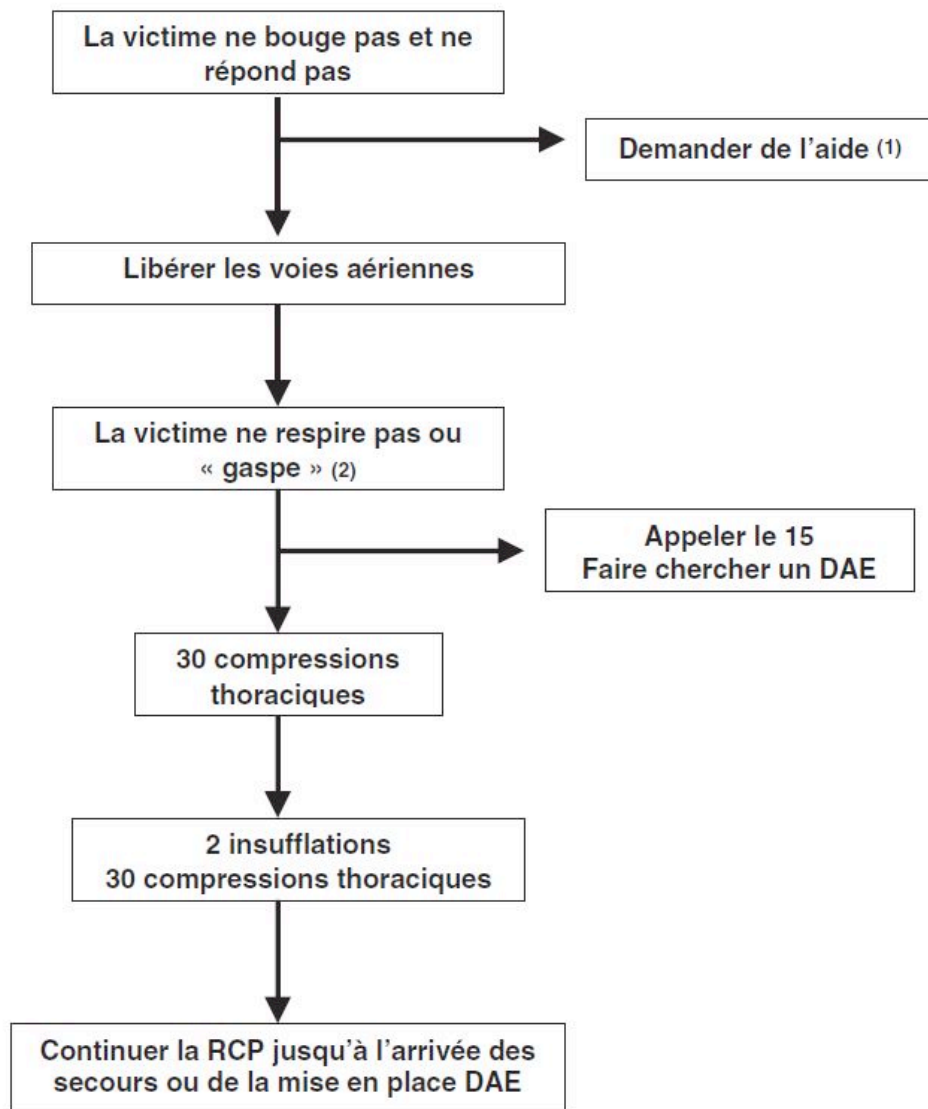 La victime ne bouge pas et ne
répond pas
Demander de l'aide (1)
Libérer les voies aériennes
La victime ne respire pas ou
« gaspe » (2)
Appeler le 15
Faire chercher un DAE
30 compressions
thoraciques
2 insufflations
30 compressions thoraciques
Continuer la RCP jusqu'à l'arrivée des
secours ou de la mise en place DAE